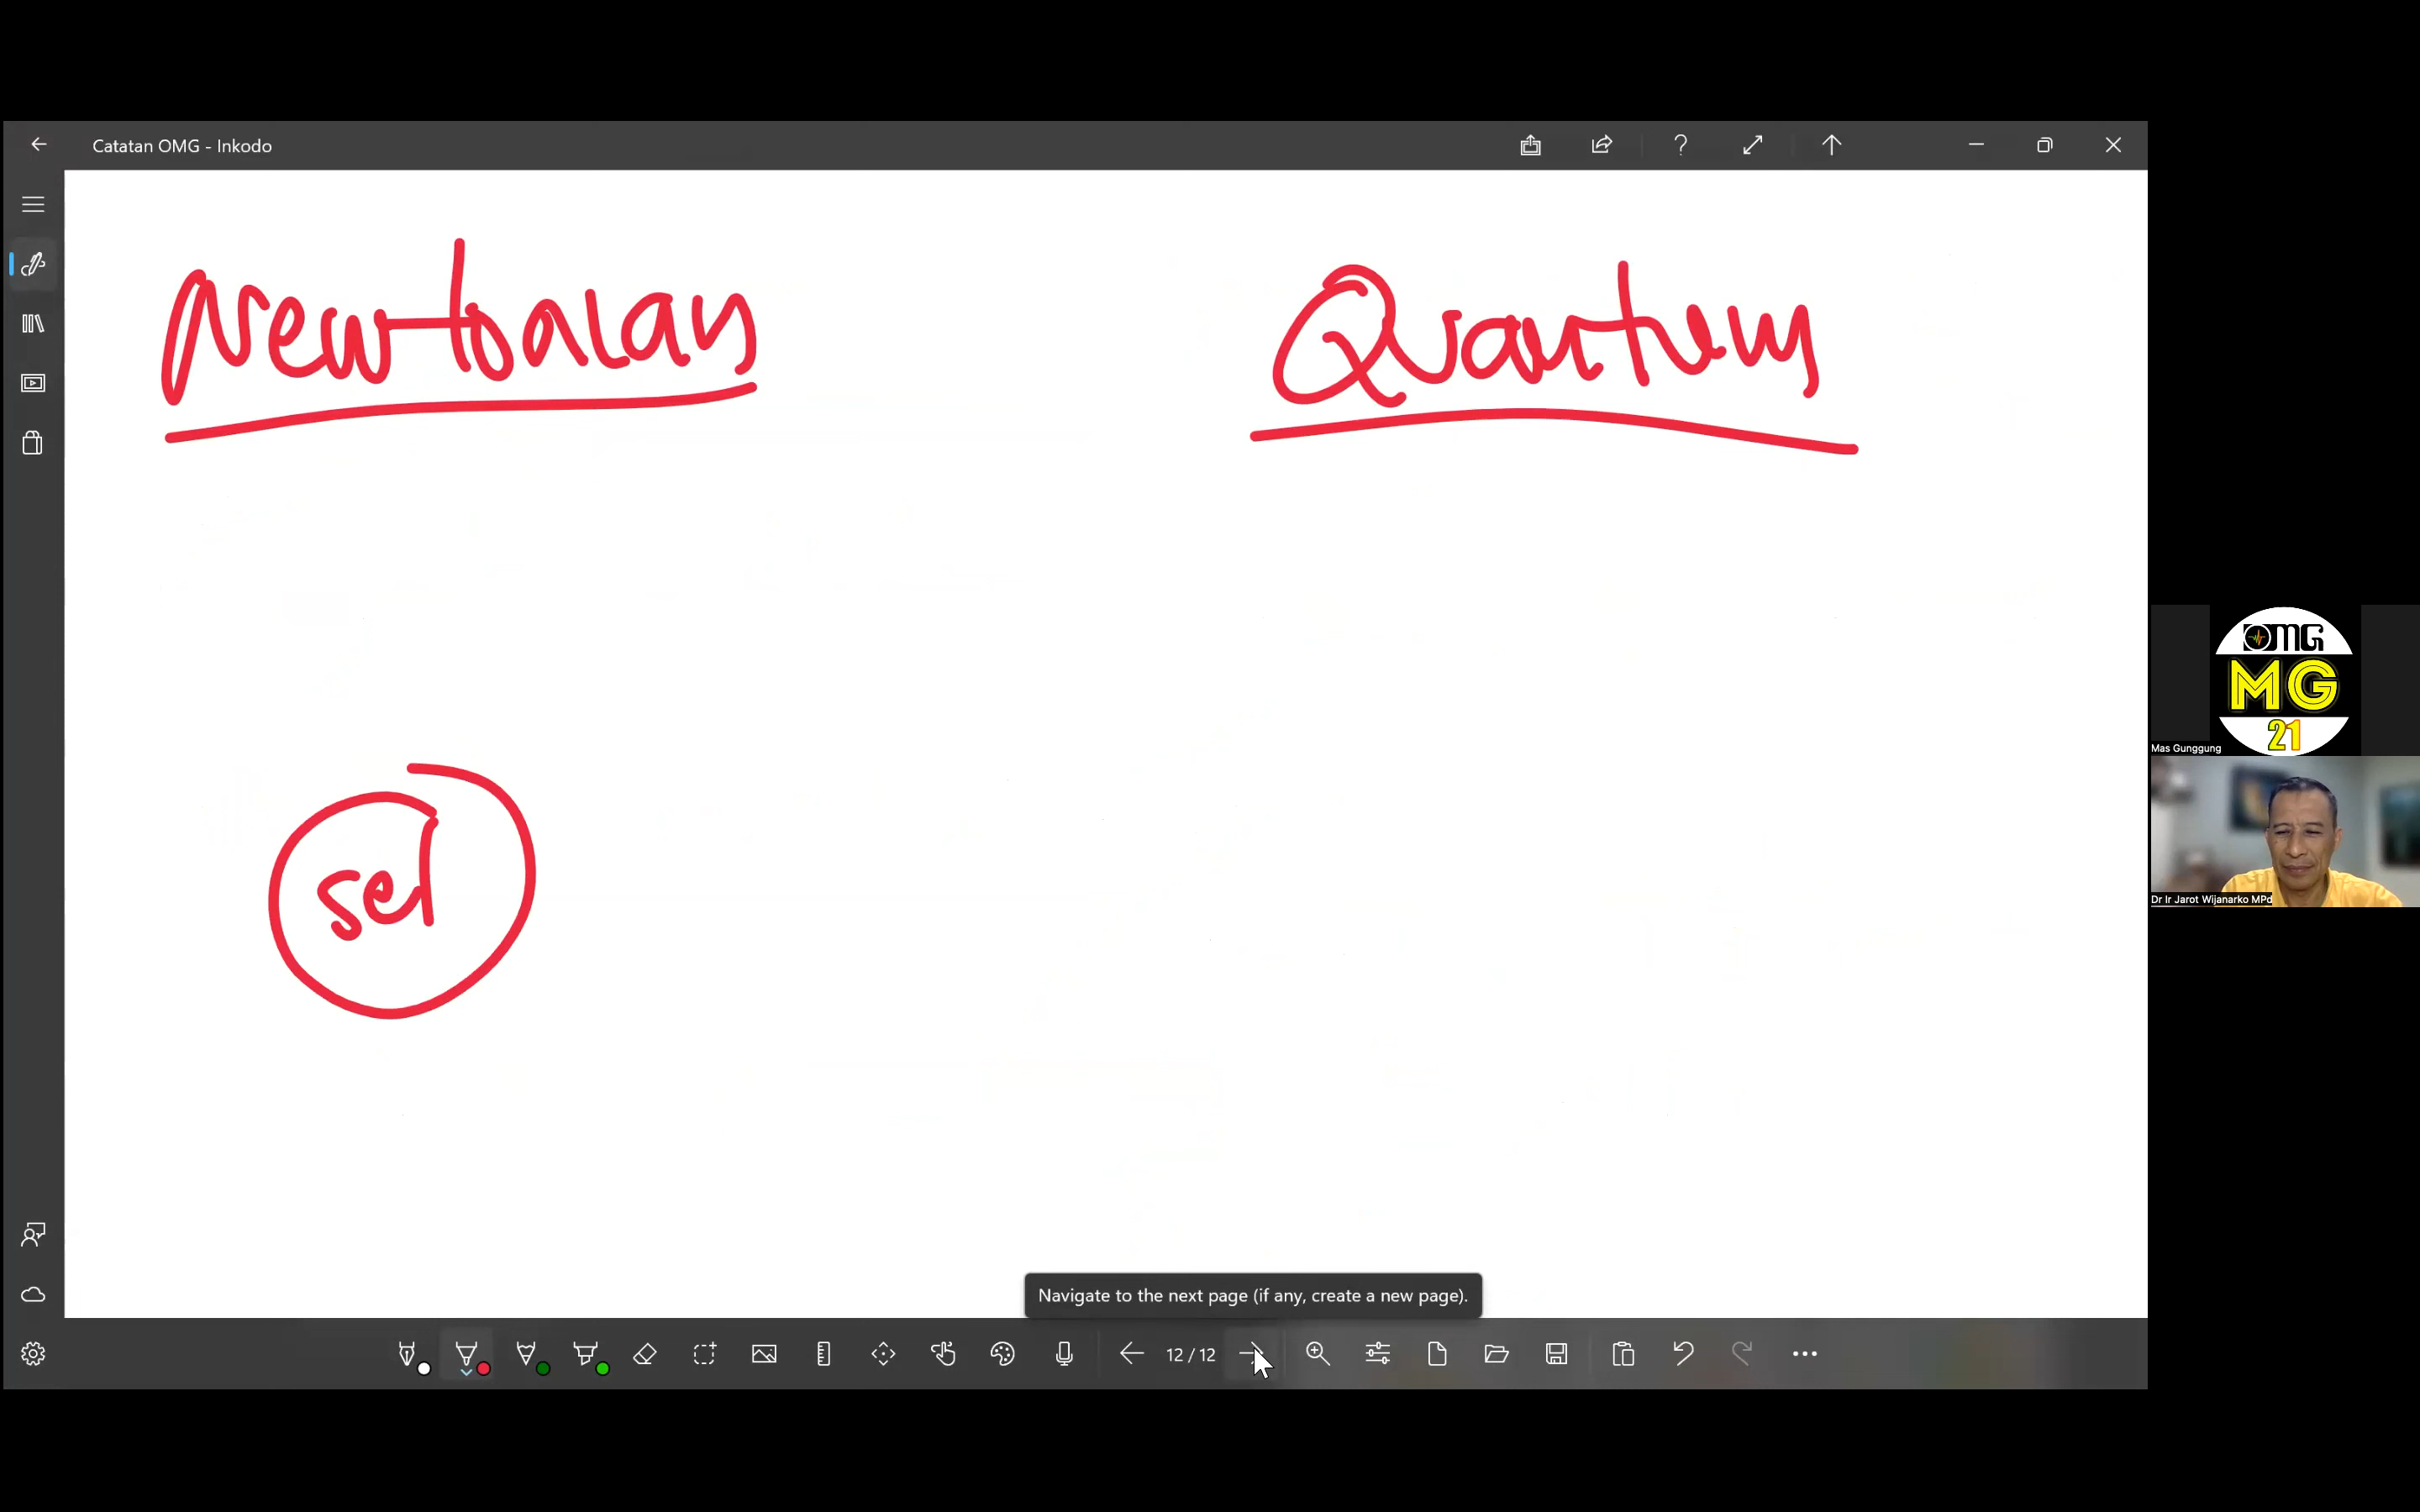 Catatan OMG - Inkodo
Newtonian
Quantum
sel
OMG
MG
21
Mas Gunggung
Dr Ir Jarot Wijanarko MPd
Navigate to the next page (if any, create a new page).
12 / 12